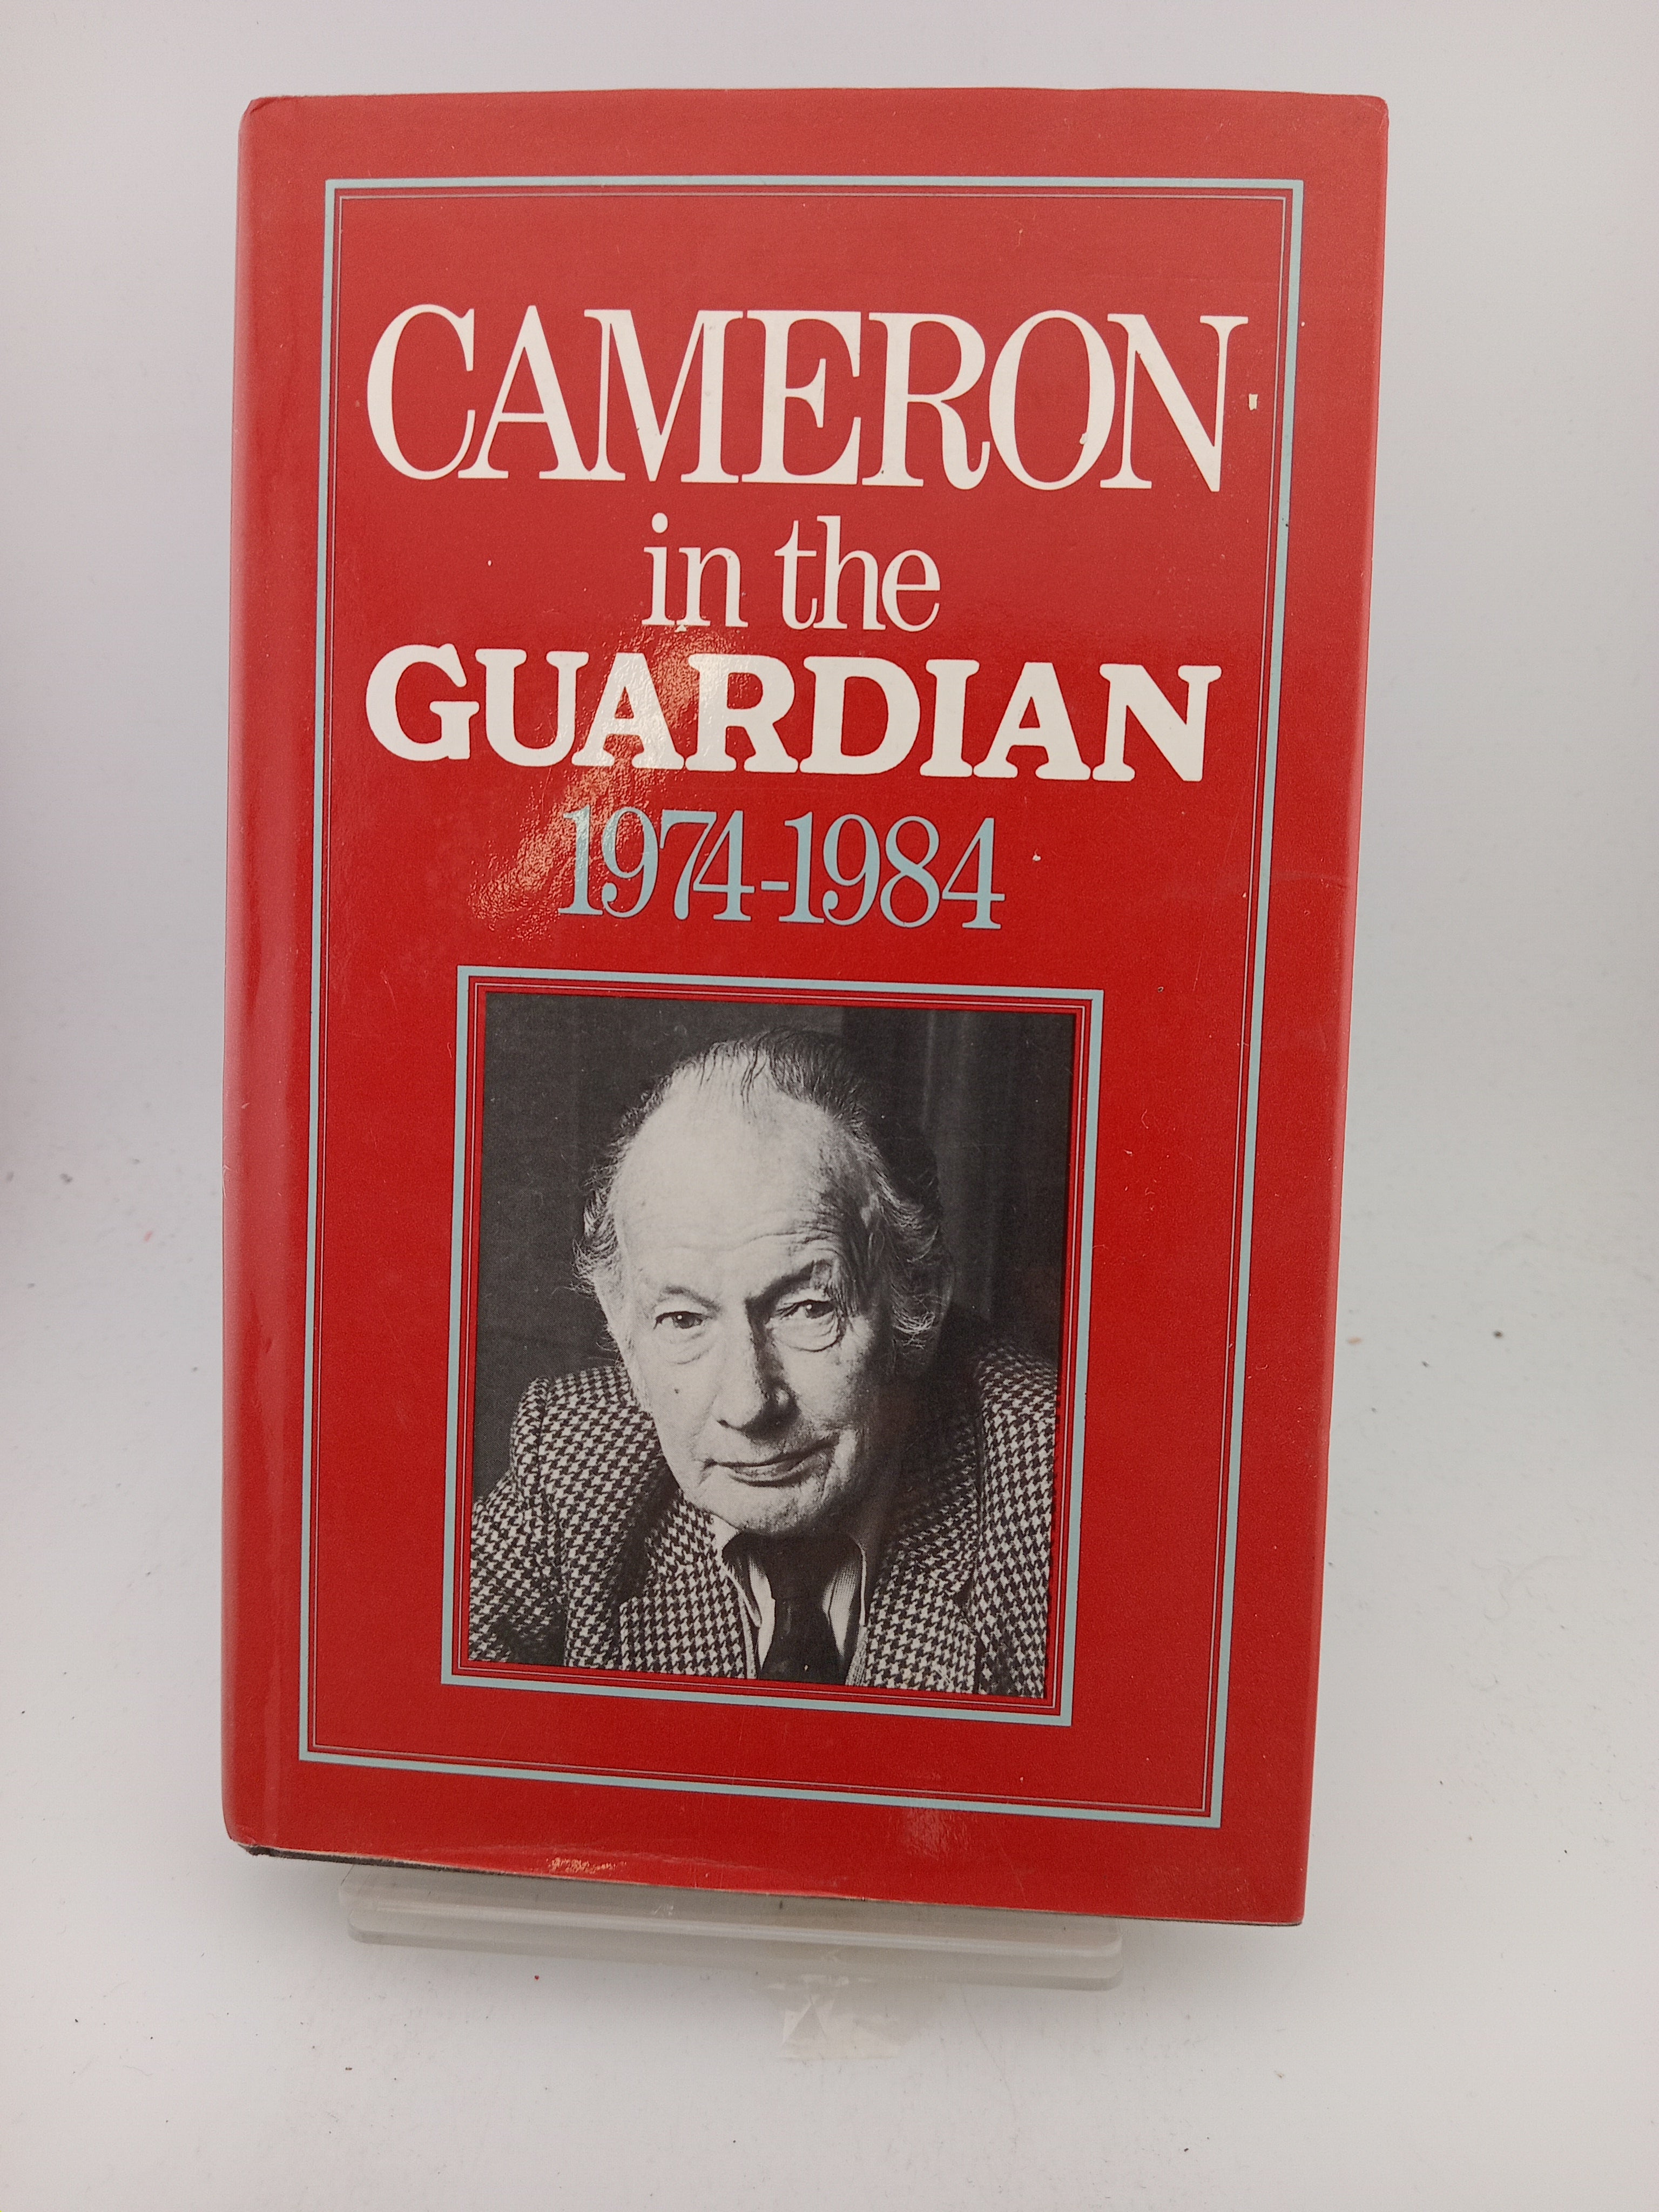 CAMERON
in the
GUARDIAN
1974-1984